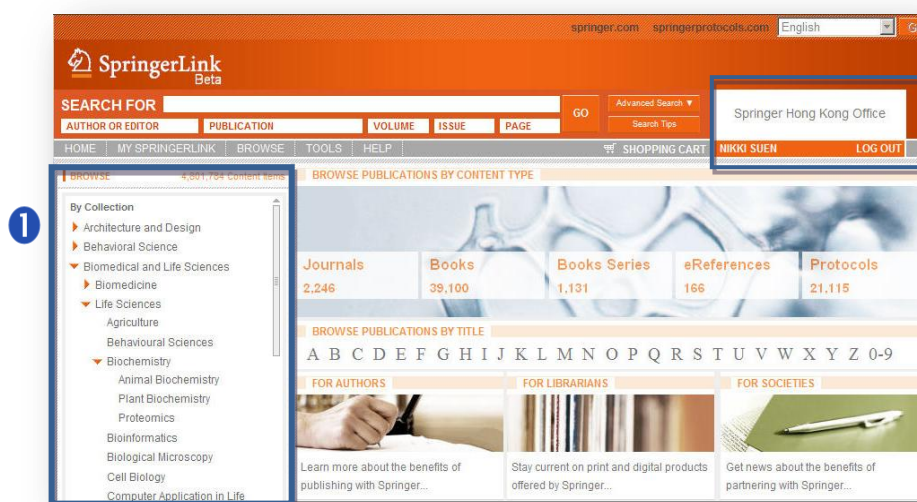 springer.com springerprotocols.com English
SpringerLink
Beta
SEARCH FOR GO Advanced Search ▼
Search Tips
AUTHOR OR EDITOR PUBLICATION VOLUME ISSUE PAGE
Springer Hong Kong Office
HOME MY SPRINGERLINK BROWSE TOOLS HELP SHOPPING CART NIKKI SUEN LOG OUT
1
BROWSE 4,801,784 Content Items
By Collection
Architecture and Design
Behavioral Science
Biomedical and Life Sciences
Biomedicine
Life Sciences
Agriculture
Behavioural Sciences
Biochemistry
Animal Biochemistry
Plant Biochemistry
Proteomics
Bioinformatics
Biological Microscopy
Cell Biology
Computer Application in Life
BROWSE PUBLICATIONS BY CONTENT TYPE
Journals Books Books Series eReferences Protocols
2,246 39,100 1,131 166 21,115
BROWSE PUBLICATIONS BY TITLE
A B C D E F G H I J K L M N O P Q R S T U V W X Y Z 0-9
FOR AUTHORS
Learn more about the benefits of
publishing with Springer...
FOR LIBRARIANS
Stay current on print and digital products
offered by Springer...
FOR SOCIETIES
Get news about the benefits of
partnering with Springer...